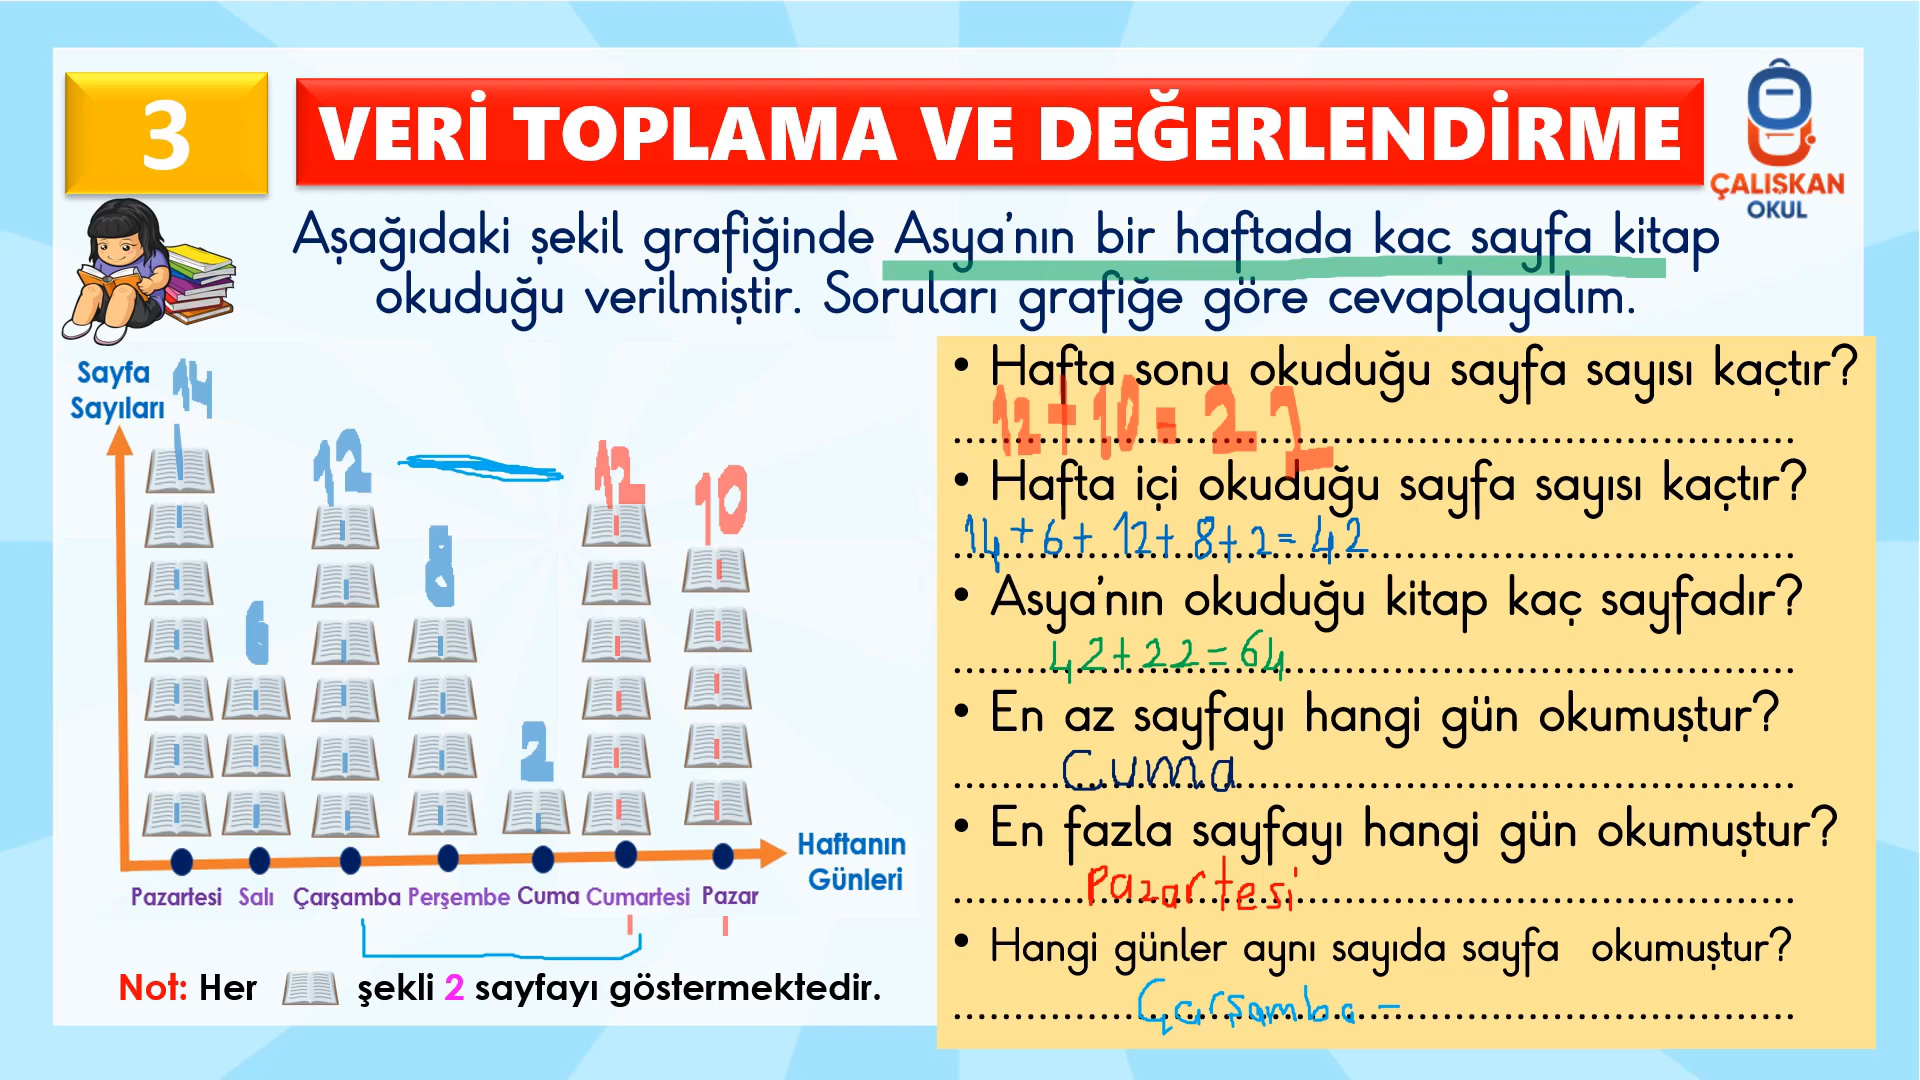 3
VERİ TOPLAMA VE DEĞERLENDİRME
ÇALIŞKAN
OKUL
Aşağıdaki şekil grafiğinde Asya'nın bir haftada kaç sayfa kitap
okuduğu verilmiştir. Soruları grafiğe göre cevaplayalım.
Sayfa
Sayıları
14
12
8
6
2
12
10
Haftanın
Günleri
Pazartesi Salı Çarşamba Perşembe Cuma Cumartesi Pazar
Not: Her şekli 2 sayfayı göstermektedir.
• Hafta sonu okuduğu sayfa sayısı kaçtır?
12+10=22
• Hafta içi okuduğu sayfa sayısı kaçtır?
14+6+12+8+2=42
• Asya'nın okuduğu kitap kaç sayfadır?
42+22=64
• En az sayfayı hangi gün okumuştur?
Cuma
• En fazla sayfayı hangi gün okumuştur?
Pazartesi
• Hangi günler aynı sayıda sayfa okumuştur?
Çarşamba -